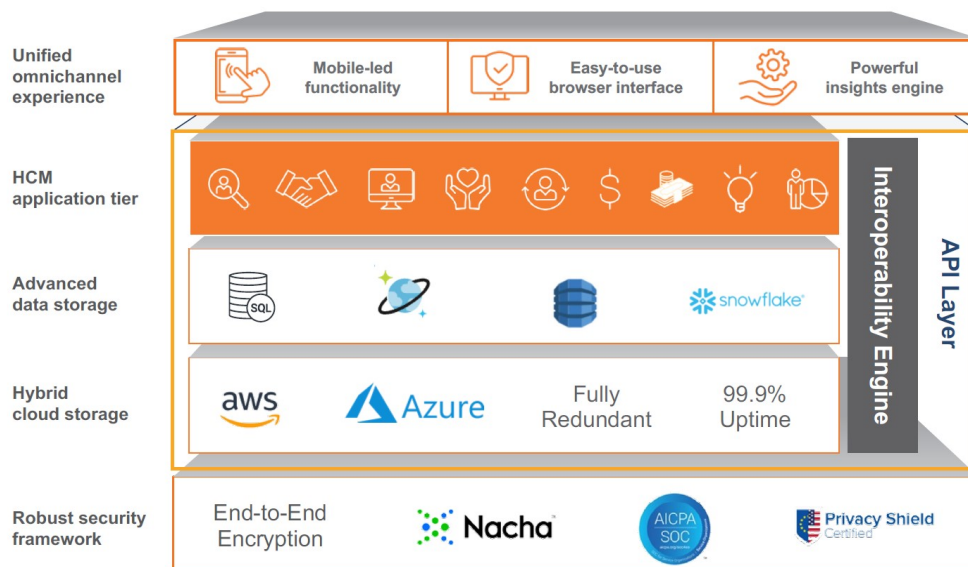 Unified
omnichannel
experience
Mobile-led
functionality
Easy-to-use
browser interface
Powerful
insights engine
HCM
application tier
Advanced
data storage
SQL
snowflake®
Hybrid
cloud storage
aws
Azure
Fully
Redundant
99.9%
Uptime
Interoperability Engine
API Layer
Robust security
framework
End-to-End
Encryption
Nacha
AICPA
SOC
Privacy Shield
Certified